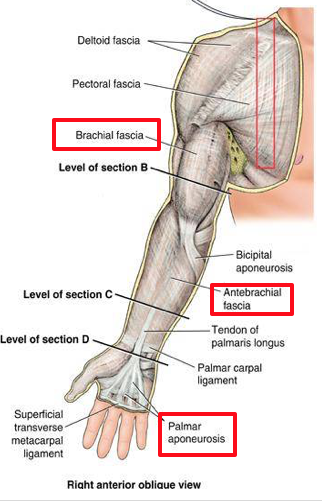 Deltoid fascia
Pectoral fascia
Brachial fascia
Level of section B
Bicipital
aponeurosis
Antebrachial
fascia
Level of section C
Tendon of
palmaris longus
Level of section D
Palmar carpal
ligament
Superficial
transverse
metacarpal
ligament
Palmar
aponeurosis
Right anterior oblique view